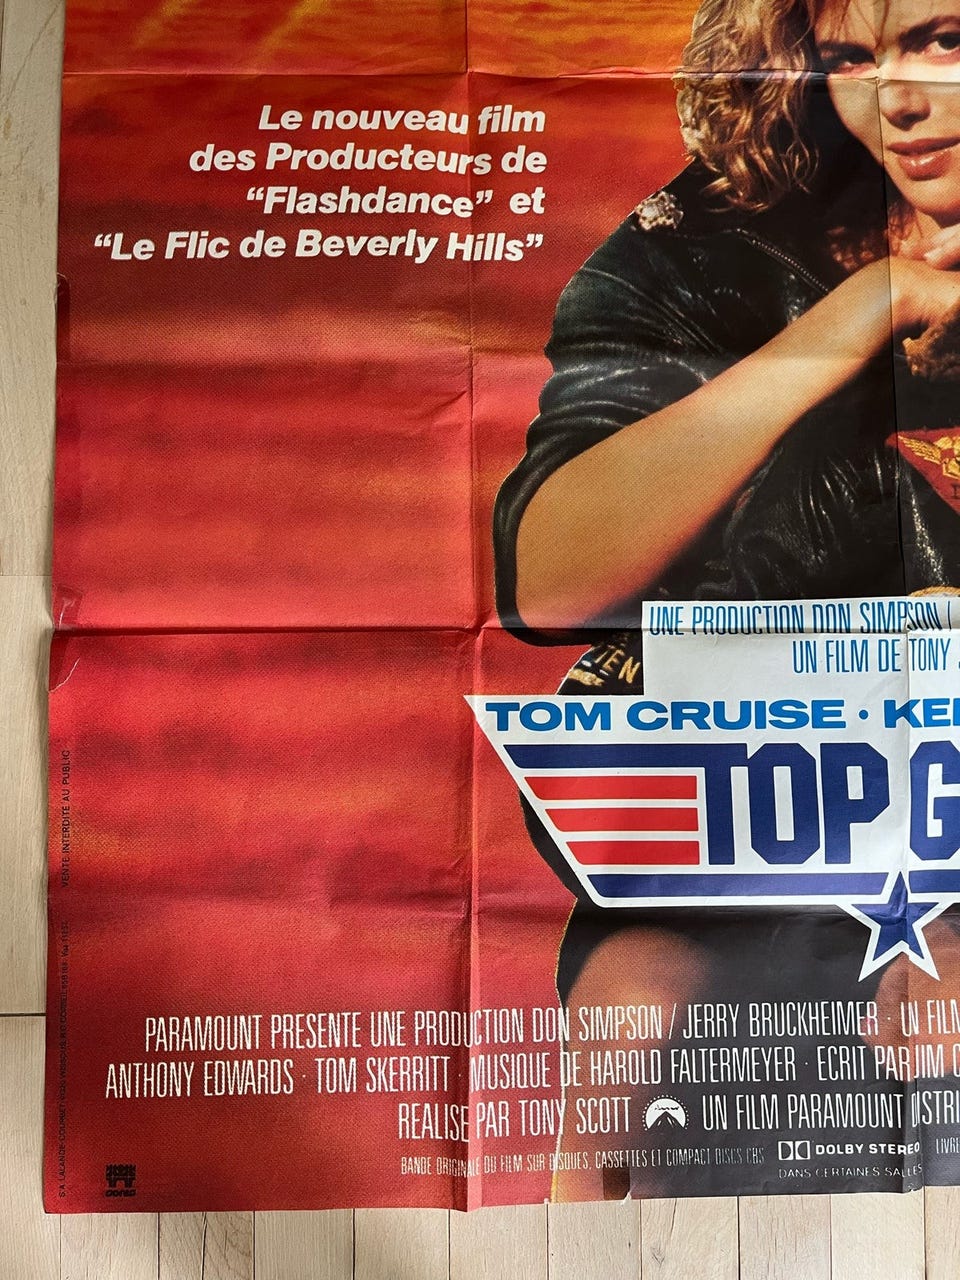 Le nouveau film
des Producteurs de
“Flashdance” et
“Le Flic de Beverly Hills”
UNE PRODUCTION DON SIMPSON /
UN FILM DE TONY
TOM CRUISE · KEL
TOP G
PARAMOUNT PRESENTE UNE PRODUCTION DON SIMPSON / JERRY BRUCKHEIMER · UN FILM
ANTHONY EDWARDS · TOM SKERRITT · MUSIQUE DE HAROLD FALTERMEYER · ECRIT PAR JIM C
REALISE PAR TONY SCOTT UN FILM PARAMOUNT DISTRI
BANDE ORIGINALE DU FILM SUR DISQUES, CASSETTES ET COMPACT DISCS CBS
DOLBY STEREO
DANS CERTAINES SALLES
LIVRE
VENTE INTERDITE AU PUBLIC